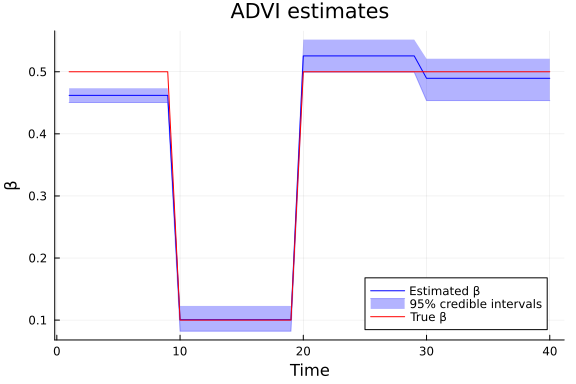 ADVI estimates
β
0.5
0.4
0.3
0.2
0.1
0
10
20
30
40
Time
Estimated β
95% credible intervals
True β